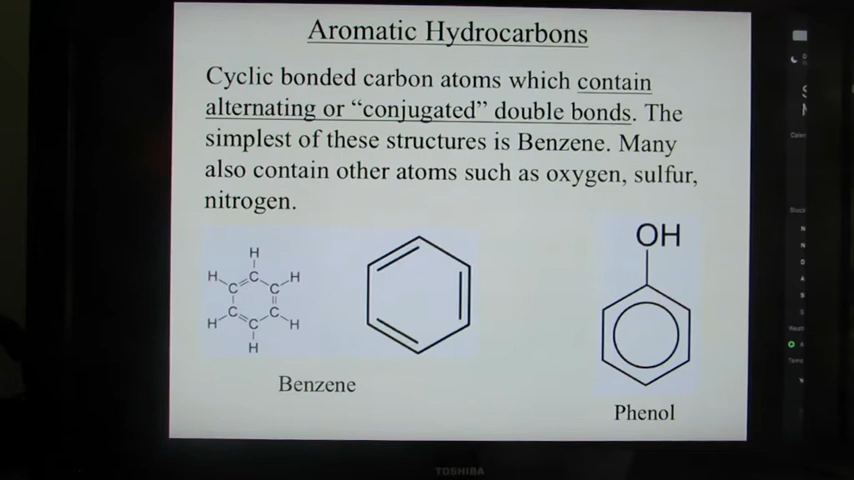 Aromatic Hydrocarbons
Cyclic bonded carbon atoms which contain
alternating or “conjugated” double bonds. The
simplest of these structures is Benzene. Many
also contain other atoms such as oxygen, sulfur,
nitrogen.
OH
H
H C H
C C
C C
H C H
H
Benzene
Phenol
TOSHIBA